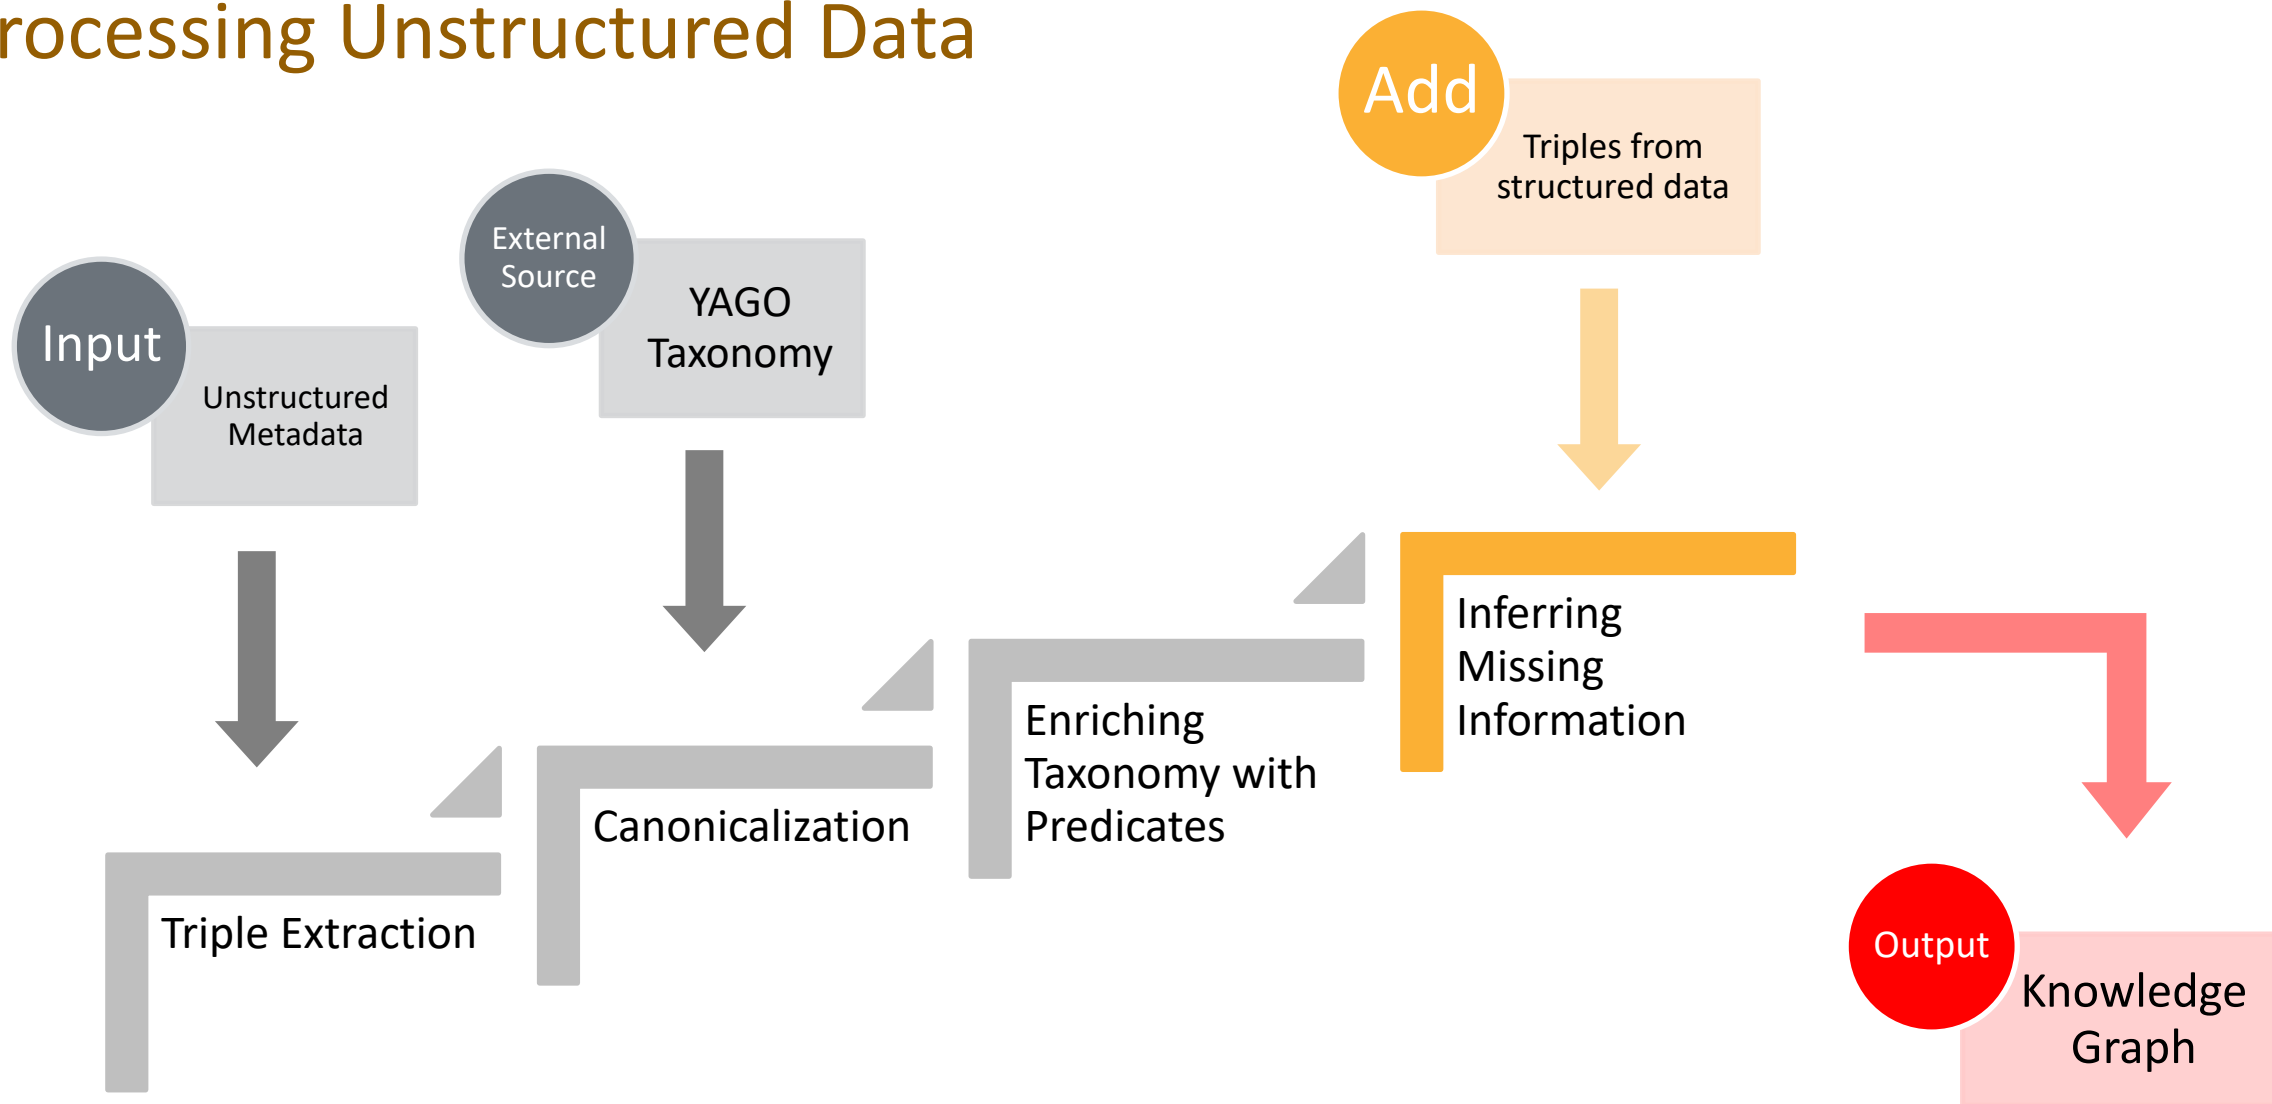 rocessing Unstructured Data
Add
Triples from
structured data
External
Source
YAGO
Taxonomy
Input
Unstructured
Metadata
Triple Extraction
Canonicalization
Enriching
Taxonomy with
Predicates
Inferring
Missing
Information
Output
Knowledge
Graph